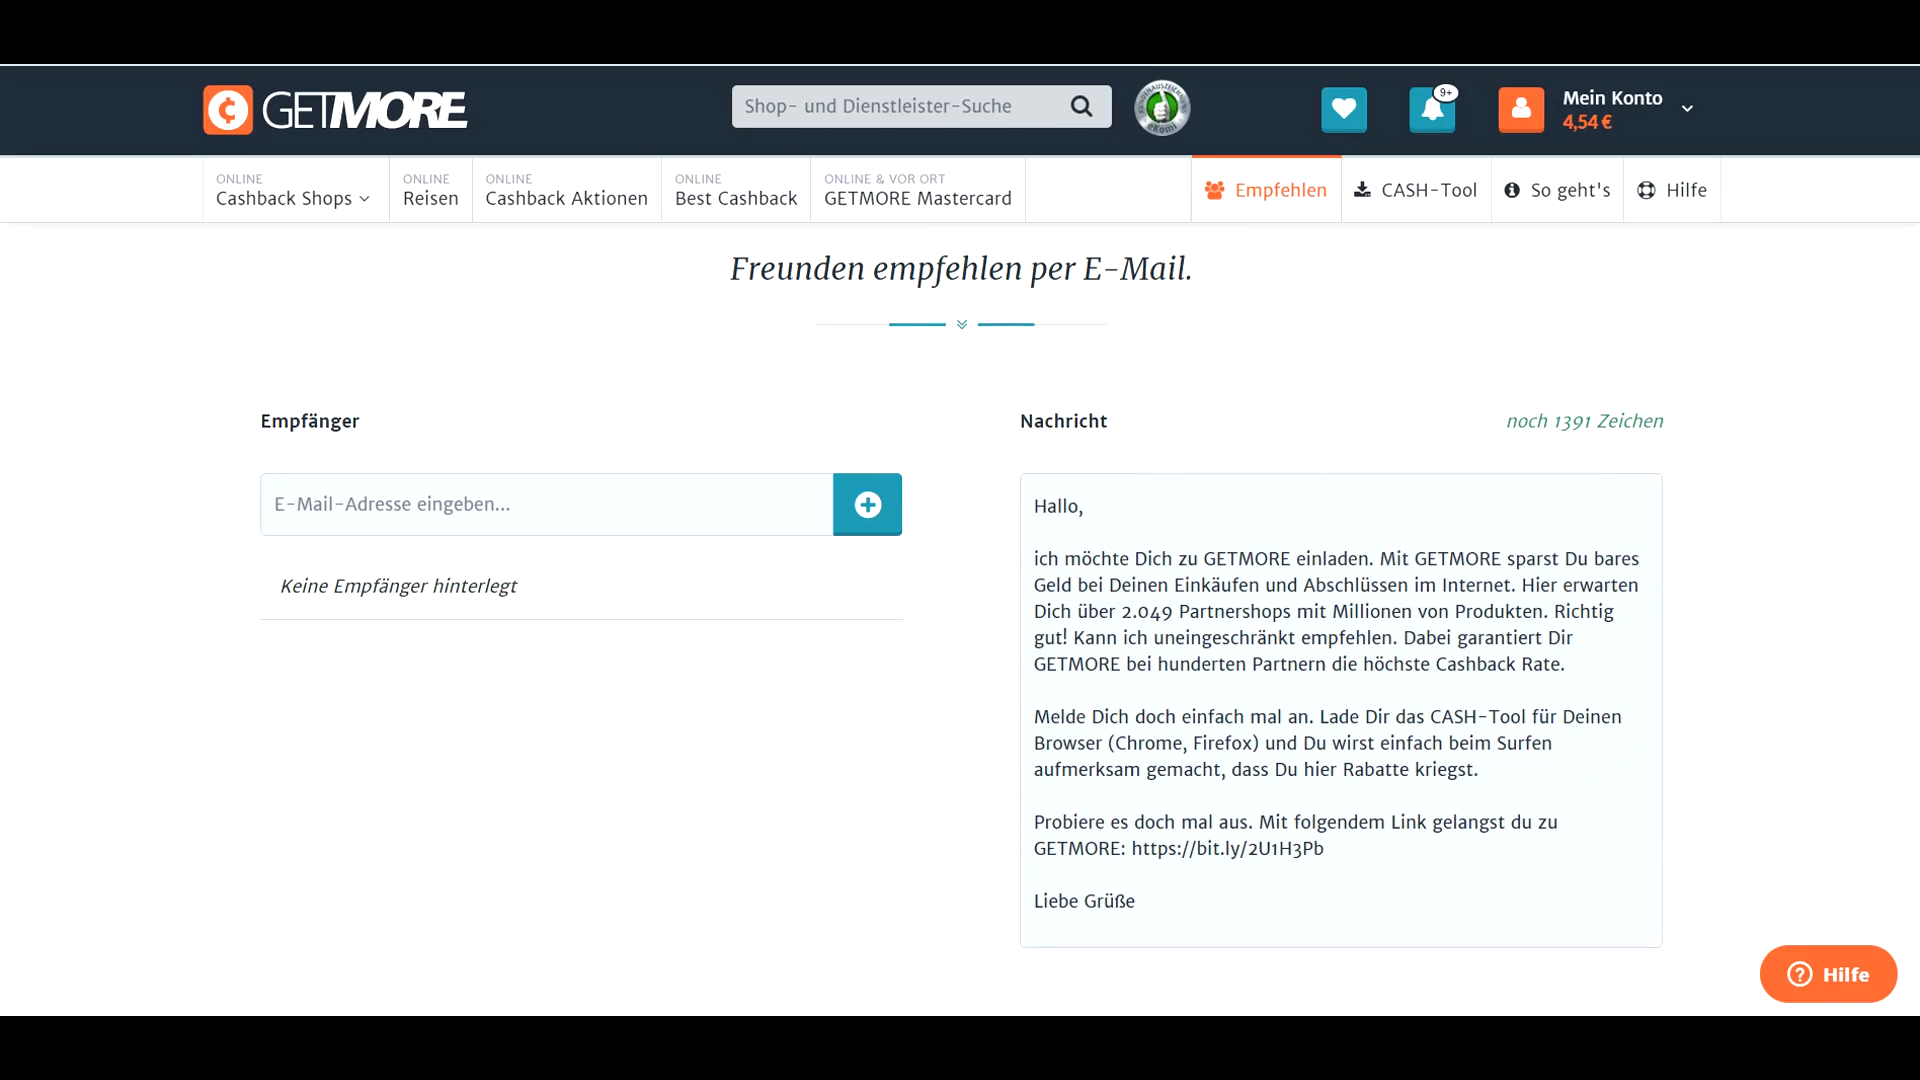 GETMORE
Shop- und Dienstleister-Suche
KUNDENAUSZEICHNUNG
eKomi
9+
Mein Konto
4,54 €
ONLINE
Cashback Shops
ONLINE
Reisen
ONLINE
Cashback Aktionen
ONLINE
Best Cashback
ONLINE & VOR ORT
GETMORE Mastercard
Empfehlen
CASH-Tool
So geht's
Hilfe
Freunden empfehlen per E-Mail.
Empfänger
E-Mail-Adresse eingeben...
Keine Empfänger hinterlegt
Nachricht
noch 1391 Zeichen
Hallo,
ich möchte Dich zu GETMORE einladen. Mit GETMORE sparst Du bares
Geld bei Deinen Einkäufen und Abschlüssen im Internet. Hier erwarten
Dich über 2.049 Partnershops mit Millionen von Produkten. Richtig
gut! Kann ich uneingeschränkt empfehlen. Dabei garantiert Dir
GETMORE bei hunderten Partnern die höchste Cashback Rate.
Melde Dich doch einfach mal an. Lade Dir das CASH-Tool für Deinen
Browser (Chrome, Firefox) und Du wirst einfach beim Surfen
aufmerksam gemacht, dass Du hier Rabatte kriegst.
Probiere es doch mal aus. Mit folgendem Link gelangst du zu
GETMORE: https://bit.ly/2U1H3Pb
Liebe Grüße
Hilfe